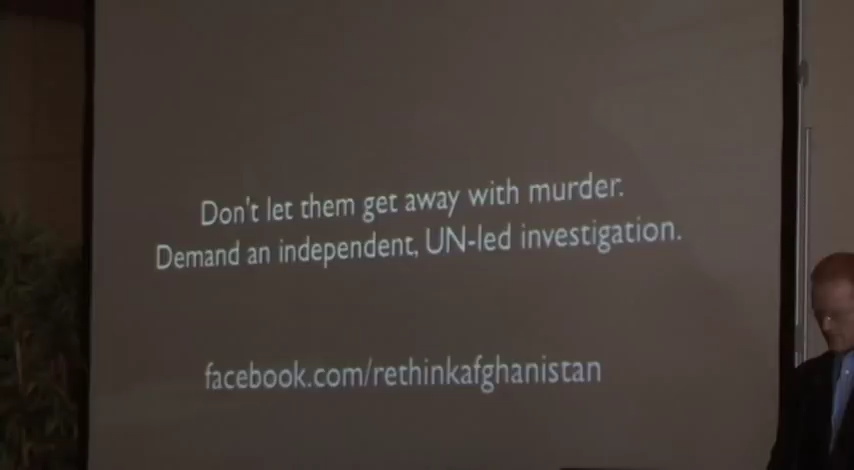 Don't let them get away with murder.
Demand an independent, UN-led investigation.
facebook.com/rethinkafghanistan